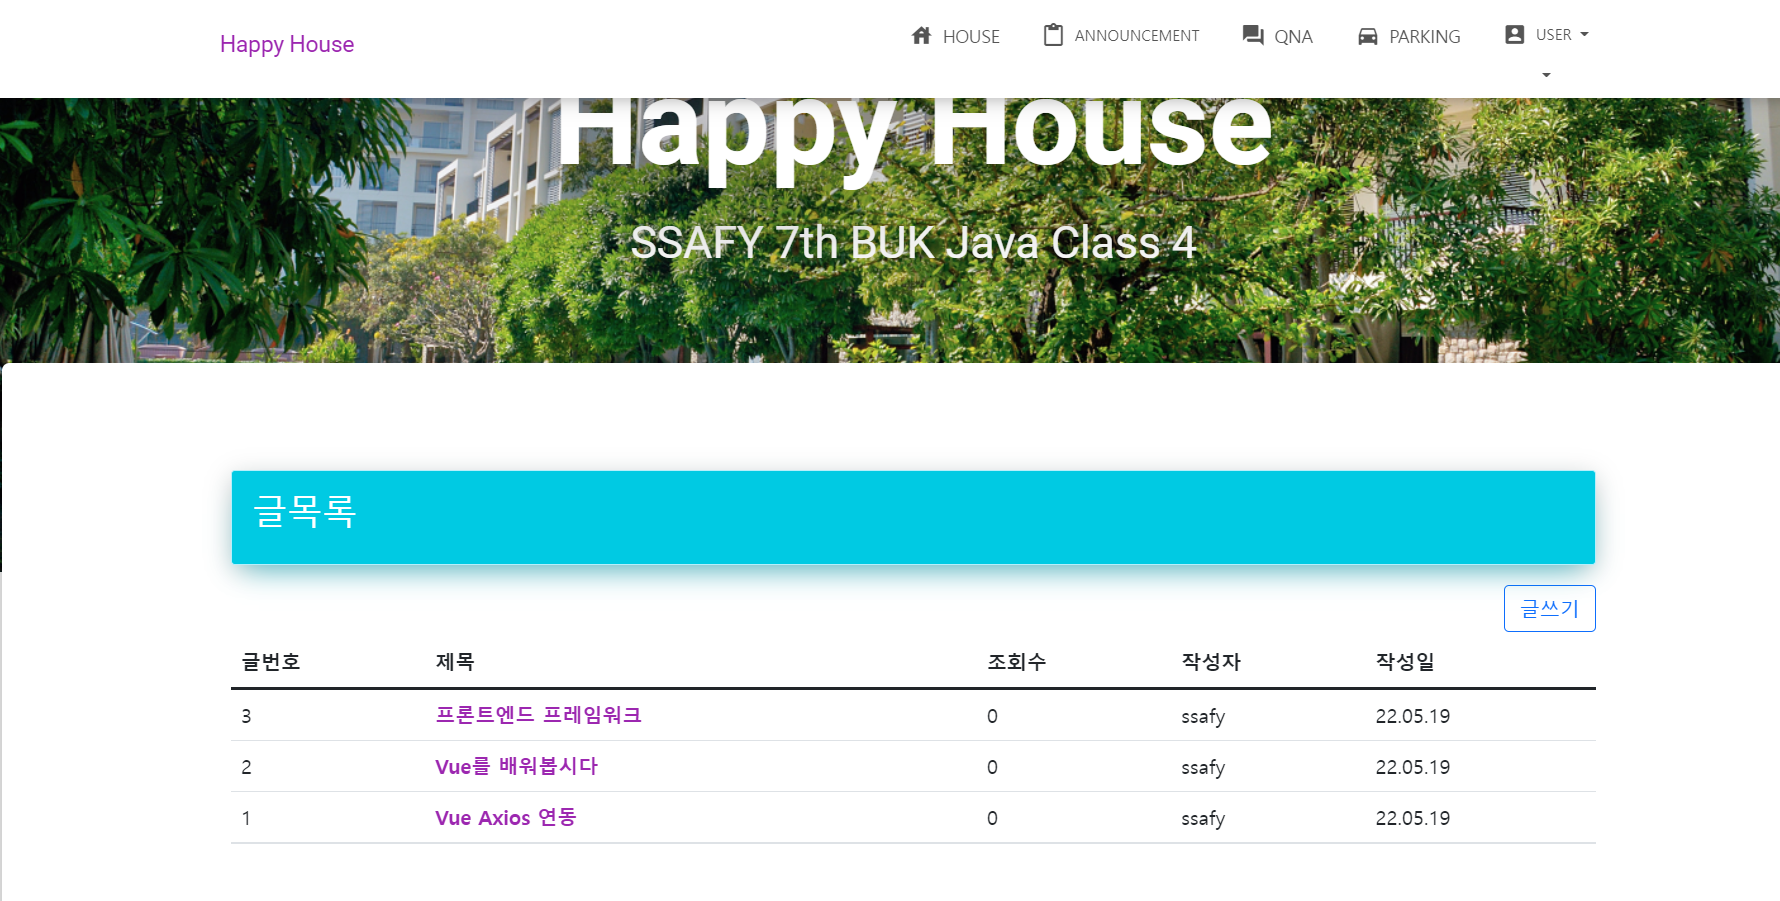 Happy House
HOUSE
ANNOUNCEMENT
QNA
PARKING
USER
Happy House
SSAFY 7th BUK Java Class 4
글목록
글쓰기
글번호 제목 조회수 작성자 작성일
3 프론트엔드 프레임워크 0 ssafy 22.05.19
2 Vue를 배워봅시다 0 ssafy 22.05.19
1 Vue Axios 연동 0 ssafy 22.05.19